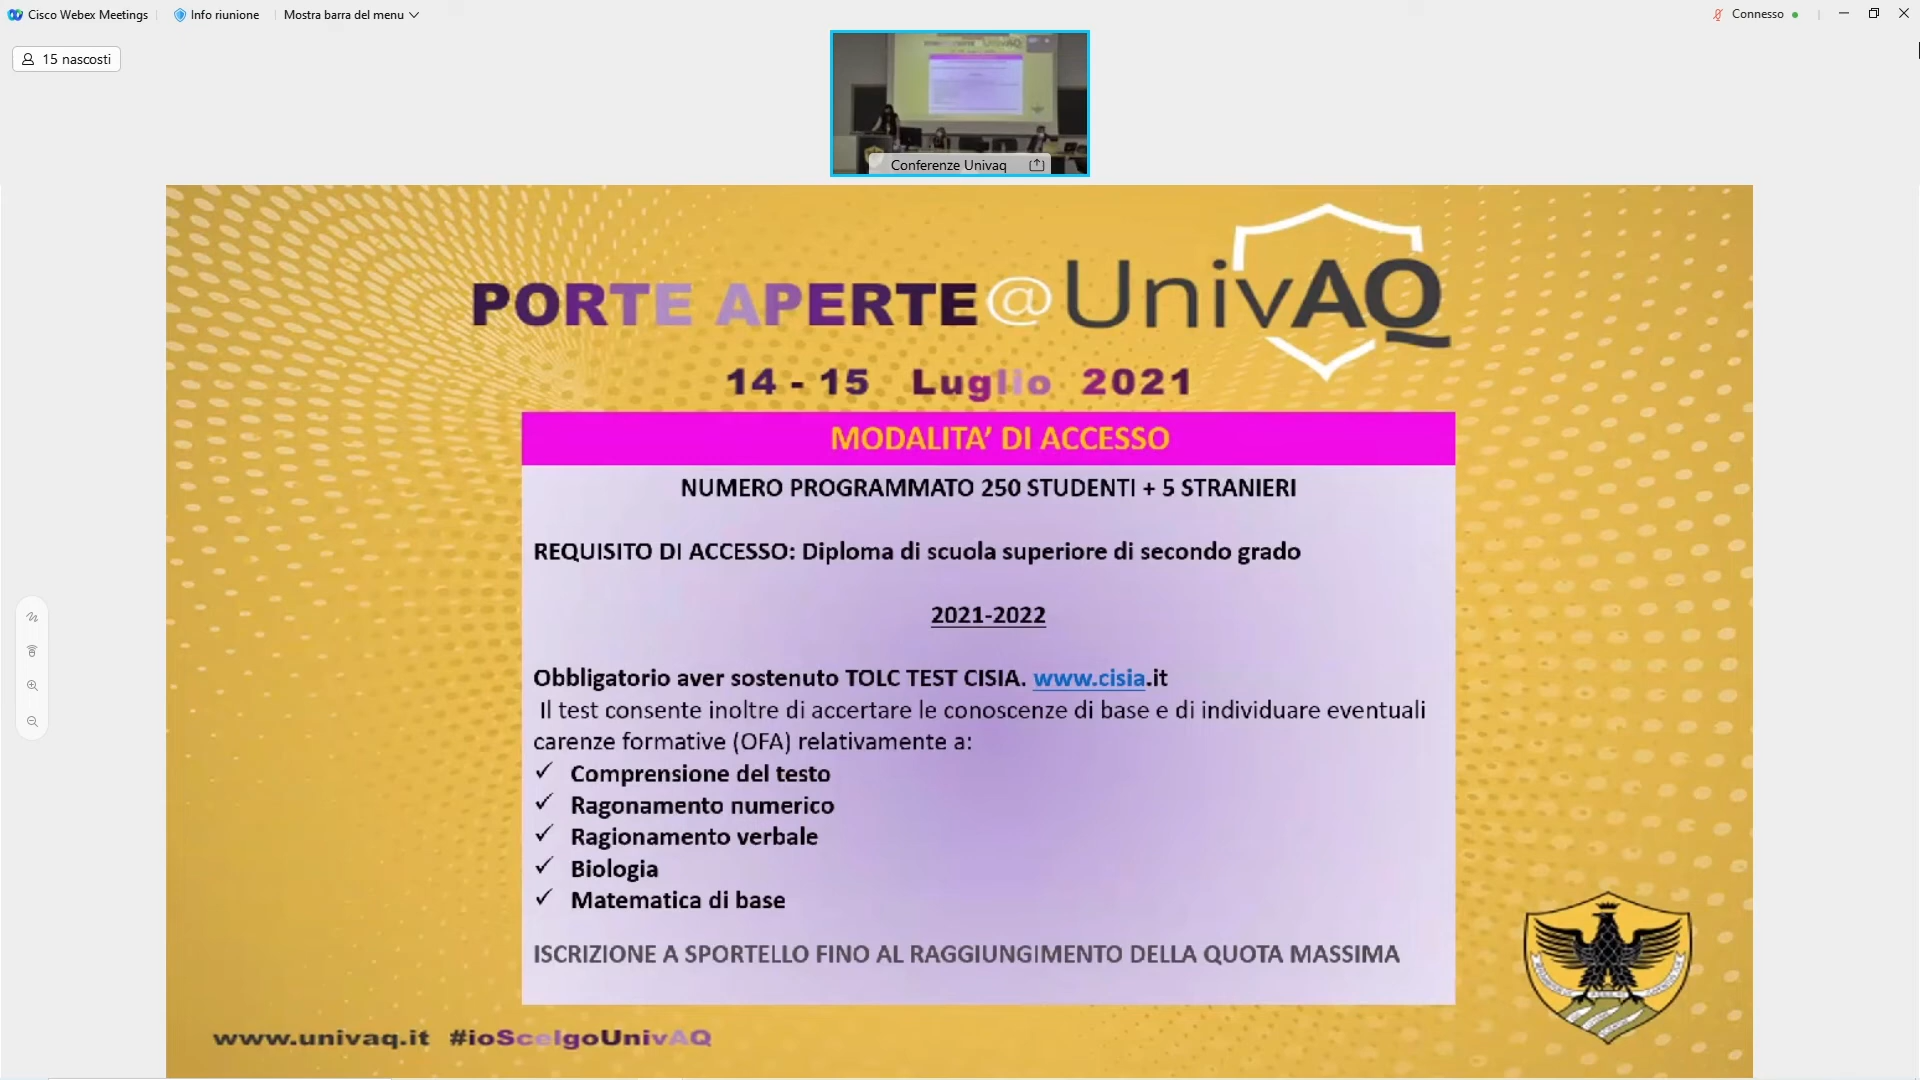 Cisco Webex Meetings
Info riunione
Mostra barra del menu
Connesso
15 nascosti
Conferenze Univaq
PORTE APERTE@UnivAQ
14 - 15 Luglio 2021
MODALITA’ DI ACCESSO
NUMERO PROGRAMMATO 250 STUDENTI + 5 STRANIERI
REQUISITO DI ACCESSO: Diploma di scuola superiore di secondo grado
2021-2022
Obbligatorio aver sostenuto TOLC TEST CISIA. www.cisia.it
Il test consente inoltre di accertare le conoscenze di base e di individuare eventuali
carenze formative (OFA) relativamente a:
✓ Comprensione del testo
✓ Ragonamento numerico
✓ Ragionamento verbale
✓ Biologia
✓ Matematica di base
ISCRIZIONE A SPORTELLO FINO AL RAGGIUNGIMENTO DELLA QUOTA MASSIMA
www.univaq.it #ioScelgoUnivAQ